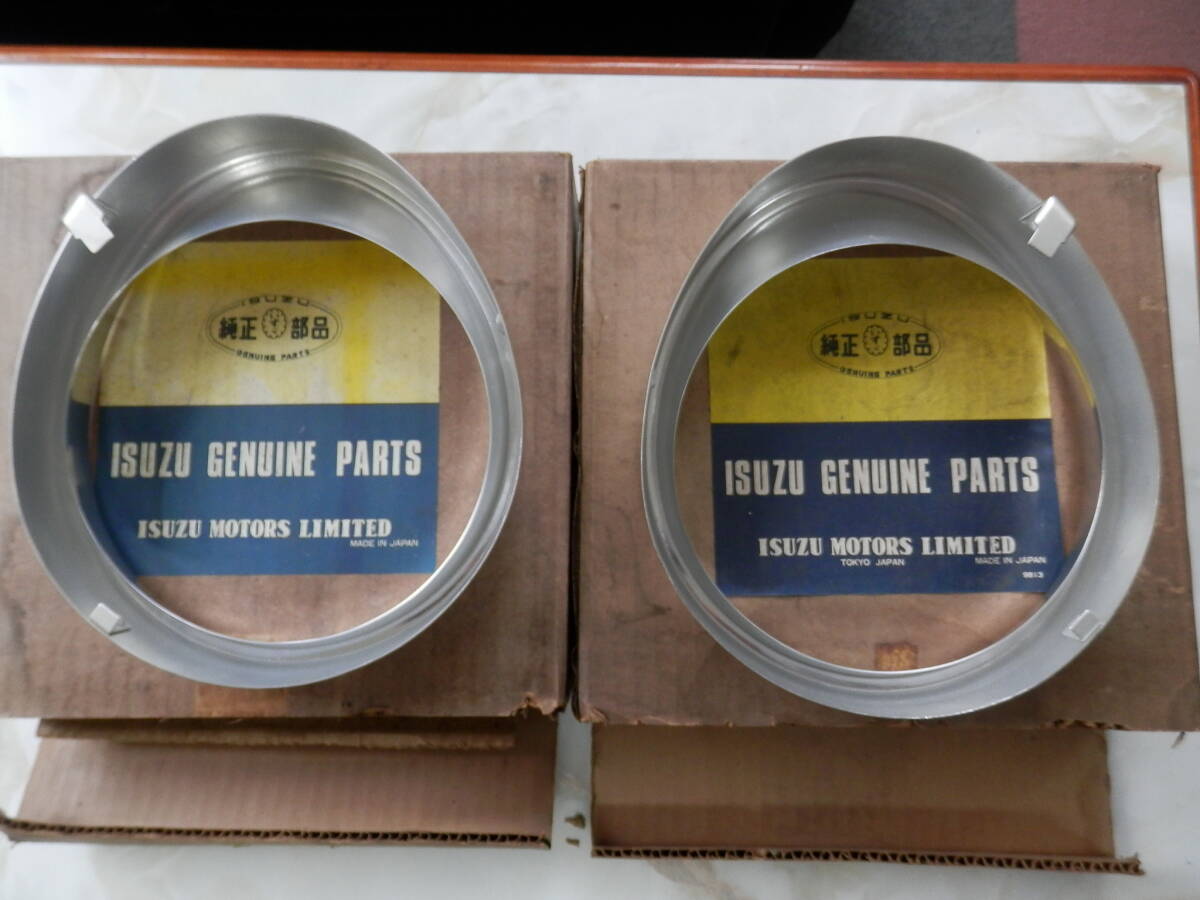 ISUZU
純正 部品
GENUINE PARTS
ISUZU GENUINE PARTS
ISUZU MOTORS LIMITED
MADE IN JAPAN
ISUZU
純正 部品
GENUINE PARTS
ISUZU GENUINE PARTS
ISUZU MOTORS LIMITED
TOKYO JAPAN MADE IN JAPAN
9813